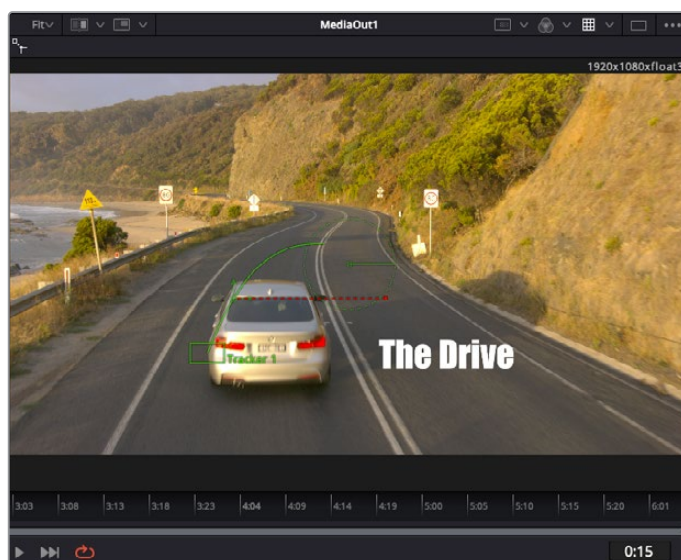 Fit
MediaOut1
1920x1080xfloat3
Tracker 1
The Drive
3:03 3:08 3:13 3:18 3:23 4:04 4:09 4:14 4:19 5:00 5:05 5:10 5:15 5:20 6:01
0:15